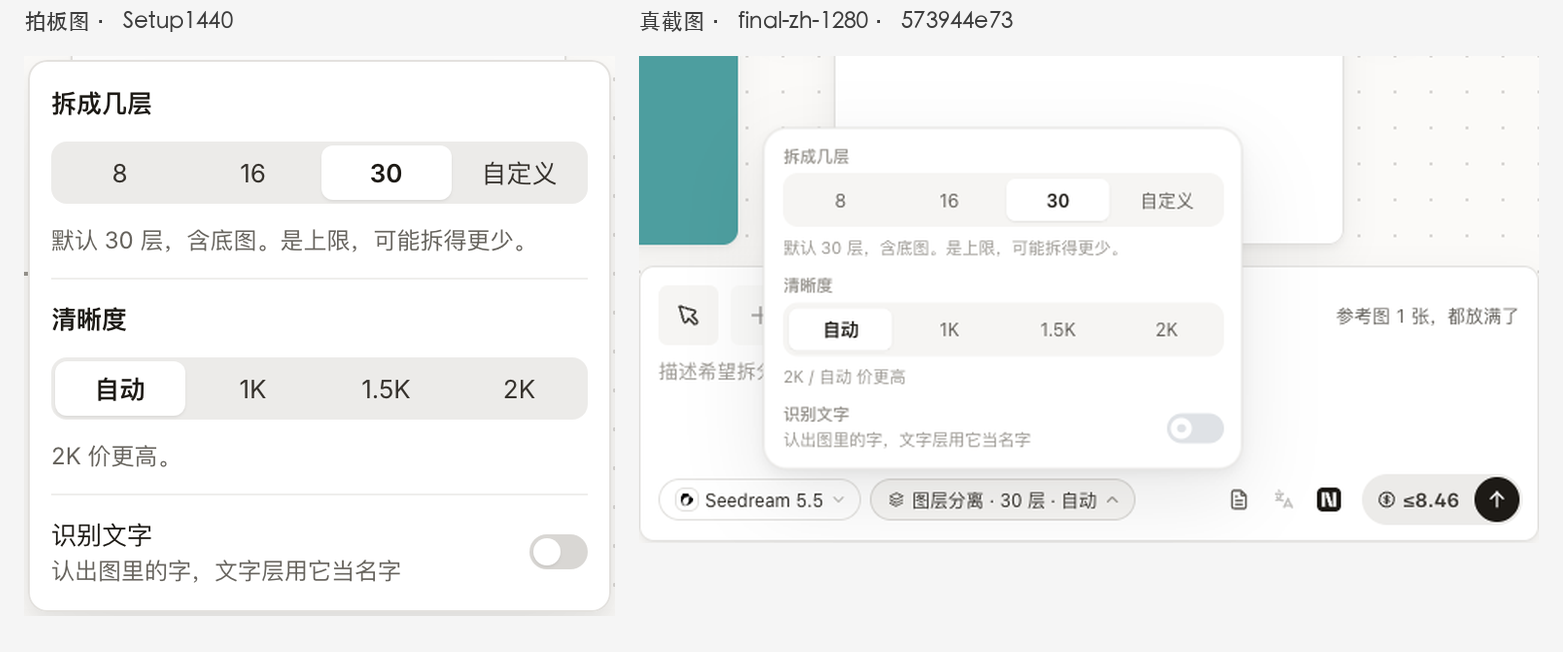 拍板图 · Setup1440
拆成几层
8 16 30 自定义
默认 30 层，含底图。是上限，可能拆得更少。
清晰度
自动 1K 1.5K 2K
2K 价更高。
识别文字
认出图里的字，文字层用它当名字
真截图 · final-zh-1280 · 573944e73
拆成几层
8 16 30 自定义
默认 30 层，含底图。是上限，可能拆得更少。
清晰度
自动 1K 1.5K 2K
2K / 自动 价更高
识别文字
认出图里的字，文字层用它当名字
参考图 1 张，都放满了
描述希望拆分
Seedream 5.5 图层分离 · 30 层 · 自动 ≤8.46